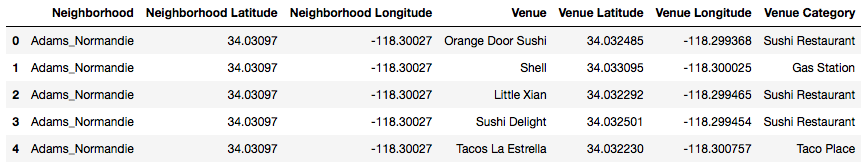 Neighborhood Neighborhood Latitude Neighborhood Longitude Venue Venue Latitude Venue Longitude Venue Category
0 Adams_Normandie 34.03097 -118.30027 Orange Door Sushi 34.032485 -118.299368 Sushi Restaurant
1 Adams_Normandie 34.03097 -118.30027 Shell 34.033095 -118.300025 Gas Station
2 Adams_Normandie 34.03097 -118.30027 Little Xian 34.032292 -118.299465 Sushi Restaurant
3 Adams_Normandie 34.03097 -118.30027 Sushi Delight 34.032501 -118.299454 Sushi Restaurant
4 Adams_Normandie 34.03097 -118.30027 Tacos La Estrella 34.032230 -118.300757 Taco Place